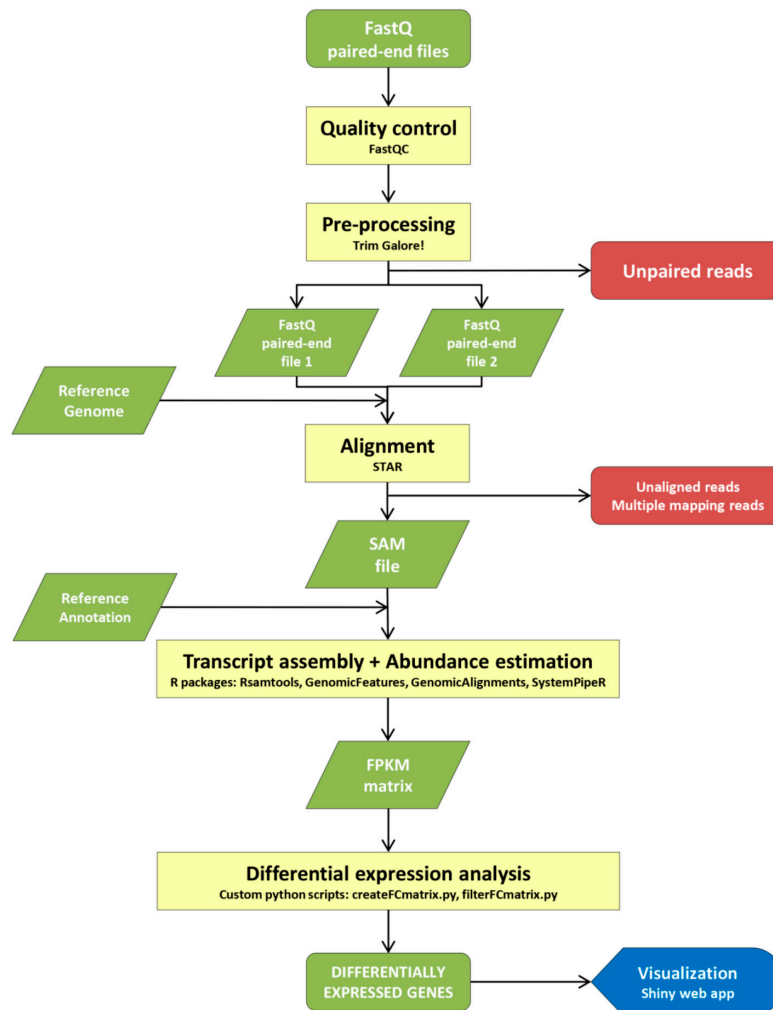 FastQ
paired-end files
Quality control
FastQC
Pre-processing
Trim Galore!
Unpaired reads
FastQ
paired-end
file 1
FastQ
paired-end
file 2
Reference
Genome
Alignment
STAR
Unaligned reads
Multiple mapping reads
SAM
file
Reference
Annotation
Transcript assembly + Abundance estimation
R packages: Rsamtools, GenomicFeatures, GenomicAlignments, SystemPipeR
FPKM
matrix
Differential expression analysis
Custom python scripts: createFCmatrix.py, filterFCmatrix.py
DIFFERENTIALLY
EXPRESSED GENES
Visualization
Shiny web app